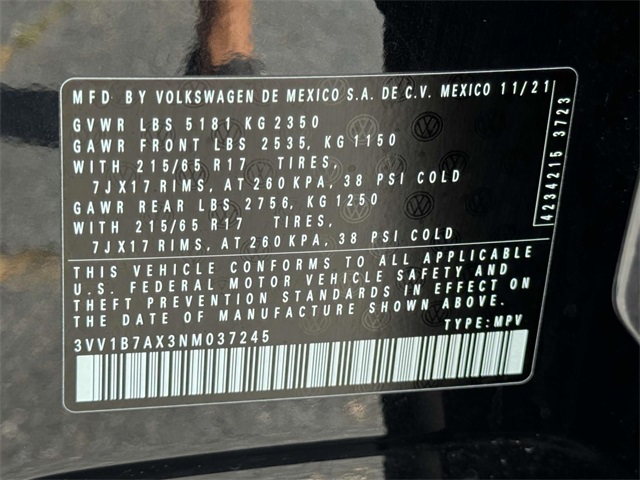 MFD BY VOLKSWAGEN DE MEXICO S.A. DE C.V. MEXICO 11/21
GVWR LBS 5181 KG 2350
GAWR FRONT LBS 2535, KG 1150
WITH 215/65 R17 TIRES,
7JX17 RIMS, AT 260 KPA, 38 PSI COLD
GAWR REAR LBS 2756, KG 1250
WITH 215/65 R17 TIRES,
7JX17 RIMS, AT 260 KPA, 38 PSI COLD
4234215 3723
THIS VEHICLE CONFORMS TO ALL APPLICABLE
U.S. FEDERAL MOTOR VEHICLE SAFETY AND
THEFT PREVENTION STANDARDS IN EFFECT ON
THE DATE OF MANUFACTURE SHOWN ABOVE.
3VV1B7AX3NM037245 TYPE: MPV